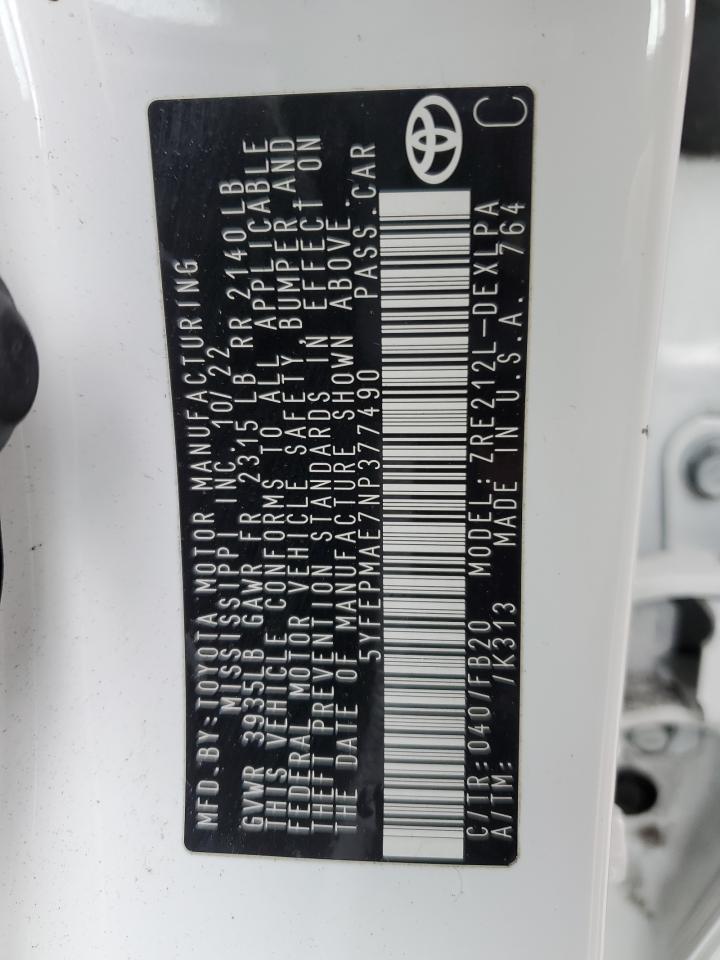 MFD.BY:TOYOTA MOTOR MANUFACTURING
MISSISSIPPI INC. 10/22
GVWR 3935LB GAWR FR 2315 LB RR 2140LB
THIS VEHICLE CONFORMS TO ALL APPLICABLE
FEDERAL MOTOR VEHICLE SAFETY, BUMPER AND
THEFT PREVENTION STANDARDS IN EFFECT ON
THE DATE OF MANUFACTURE SHOWN ABOVE.
5YFEPMAE7NP377490 PASS.CAR
C/TR:040/FB20 MODEL:ZRE212L-DEXLPA
A/TM: /K313 MADE IN U.S.A. 764
C